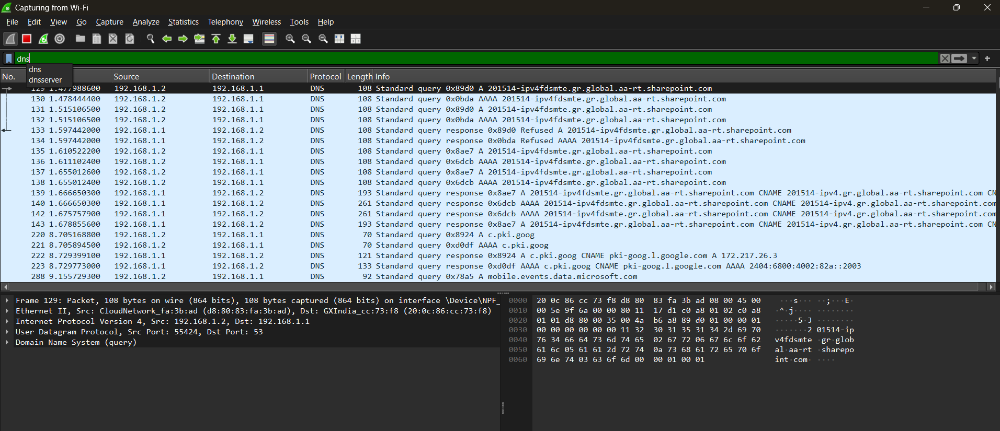 Capturing from Wi-Fi
File Edit View Go Capture Analyze Statistics Telephony Wireless Tools Help
dns
dns
dnsserver
No. Source Destination Protocol Length Info
192.168.1.2 192.168.1.1 DNS 108 Standard query 0x89d0 A 201514-ipv4fdsmte.gr.global.aa-rt.sharepoint.com
130 1.478444400 192.168.1.2 192.168.1.1 DNS 108 Standard query 0x0bda AAAA 201514-ipv4fdsmte.gr.global.aa-rt.sharepoint.com
131 1.515106500 192.168.1.2 192.168.1.1 DNS 108 Standard query 0x89d0 A 201514-ipv4fdsmte.gr.global.aa-rt.sharepoint.com
132 1.515106500 192.168.1.2 192.168.1.1 DNS 108 Standard query 0x0bda AAAA 201514-ipv4fdsmte.gr.global.aa-rt.sharepoint.com
133 1.597442000 192.168.1.1 192.168.1.2 DNS 108 Standard query response 0x89d0 Refused A 201514-ipv4fdsmte.gr.global.aa-rt.sharepoint.com
134 1.597442000 192.168.1.1 192.168.1.2 DNS 108 Standard query response 0x0bda Refused AAAA 201514-ipv4fdsmte.gr.global.aa-rt.sharepoint.com
135 1.610522200 192.168.1.2 192.168.1.1 DNS 108 Standard query 0x8ae7 A 201514-ipv4fdsmte.gr.global.aa-rt.sharepoint.com
136 1.611102400 192.168.1.2 192.168.1.1 DNS 108 Standard query 0x6dcb AAAA 201514-ipv4fdsmte.gr.global.aa-rt.sharepoint.com
137 1.655012600 192.168.1.2 192.168.1.1 DNS 108 Standard query 0x8ae7 A 201514-ipv4fdsmte.gr.global.aa-rt.sharepoint.com
138 1.655012400 192.168.1.2 192.168.1.1 DNS 108 Standard query 0x6dcb AAAA 201514-ipv4fdsmte.gr.global.aa-rt.sharepoint.com
139 1.666650300 192.168.1.1 192.168.1.2 DNS 193 Standard query response 0x8ae7 A 201514-ipv4fdsmte.gr.global.aa-rt.sharepoint.com CNAME 201514-ipv4.gr.global.aa-rt.sharepoint.com CN
140 1.666650300 192.168.1.1 192.168.1.2 DNS 261 Standard query response 0x6dcb AAAA 201514-ipv4fdsmte.gr.global.aa-rt.sharepoint.com CNAME 201514-ipv4.gr.global.aa-rt.sharepoint.com
142 1.675757900 192.168.1.1 192.168.1.2 DNS 261 Standard query response 0x6dcb AAAA 201514-ipv4fdsmte.gr.global.aa-rt.sharepoint.com CNAME 201514-ipv4.gr.global.aa-rt.sharepoint.com
143 1.678855600 192.168.1.1 192.168.1.2 DNS 193 Standard query response 0x8ae7 A 201514-ipv4fdsmte.gr.global.aa-rt.sharepoint.com CNAME 201514-ipv4.gr.global.aa-rt.sharepoint.com CN
220 8.705168800 192.168.1.2 192.168.1.1 DNS 70 Standard query 0x8924 A c.pki.goog
221 8.705894500 192.168.1.2 192.168.1.1 DNS 70 Standard query 0xd0df AAAA c.pki.goog
222 8.729399100 192.168.1.1 192.168.1.2 DNS 121 Standard query response 0x8924 A c.pki.goog CNAME pki-goog.l.google.com A 172.217.26.3
223 8.729773000 192.168.1.1 192.168.1.2 DNS 133 Standard query response 0xd0df AAAA c.pki.goog CNAME pki-goog.l.google.com AAAA 2404:6800:4002:82a::2003
288 9.155729300 192.168.1.2 192.168.1.1 DNS 92 Standard query 0x78a5 A mobile.events.data.microsoft.com
Frame 129: Packet, 108 bytes on wire (864 bits), 108 bytes captured (864 bits) on interface \Device\NPF_
Ethernet II, Src: CloudNetwork_fa:3b:ad (d8:80:83:fa:3b:ad), Dst: GXIndia_cc:73:f8 (20:0c:86:cc:73:f8)
Internet Protocol Version 4, Src: 192.168.1.2, Dst: 192.168.1.1
User Datagram Protocol, Src Port: 55424, Dst Port: 53
Domain Name System (query)
0000 20 0c 86 cc 73 f8 d8 80 83 fa 3b ad 08 00 45 00 ···s···· ··;···E·
0010 00 5e 9f 6a 00 00 80 11 17 d1 c0 a8 01 02 c0 a8 ·^·j···· ········
0020 01 01 d8 80 00 35 00 4a b6 a8 89 d0 01 00 00 01 ·····5·J ········
0030 00 00 00 00 00 00 11 32 30 31 35 31 34 2d 69 70 ·······2 01514-ip
0040 76 34 66 64 73 6d 74 65 02 67 72 06 67 6c 6f 62 v4fdsmte ·gr·glob
0050 61 6c 05 61 61 2d 72 74 0a 73 68 61 72 65 70 6f al·aa-rt ·sharepo
0060 69 6e 74 03 63 6f 6d 00 00 01 00 01 int·com· ····